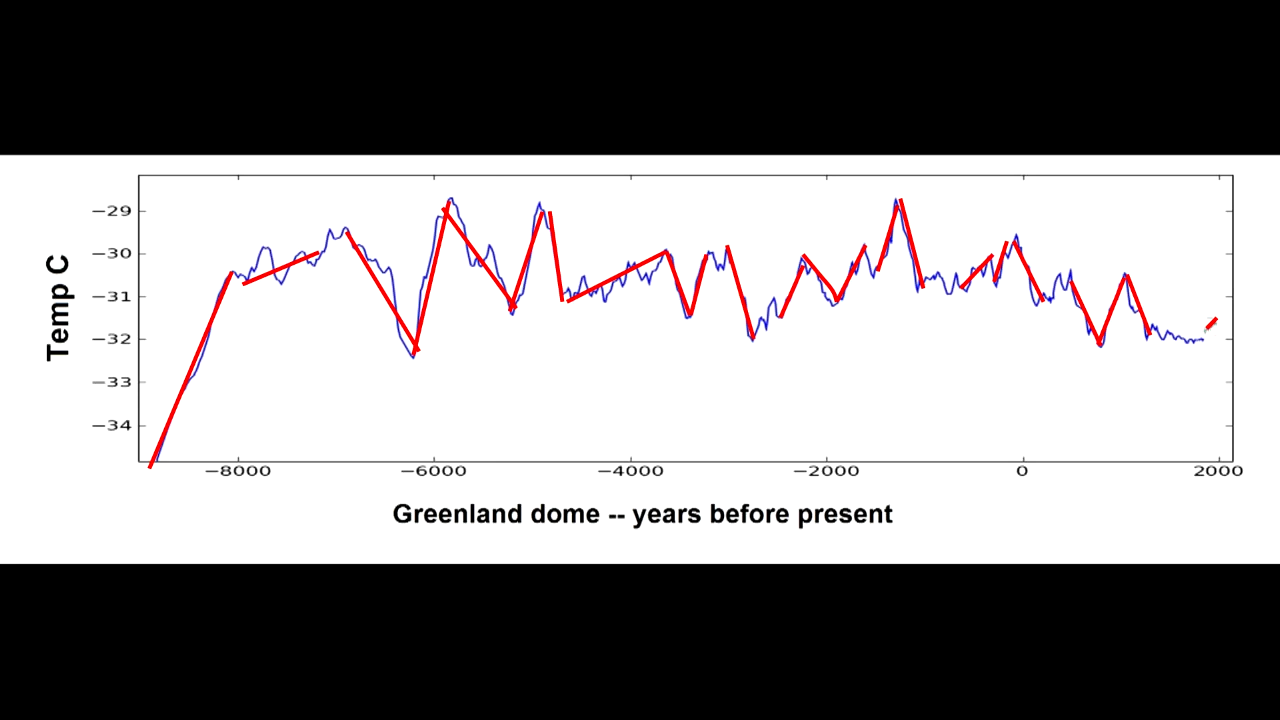 Temp C
−29
−30
−31
−32
−33
−34
−8000 −6000 −4000 −2000 0 2000
Greenland dome -- years before present